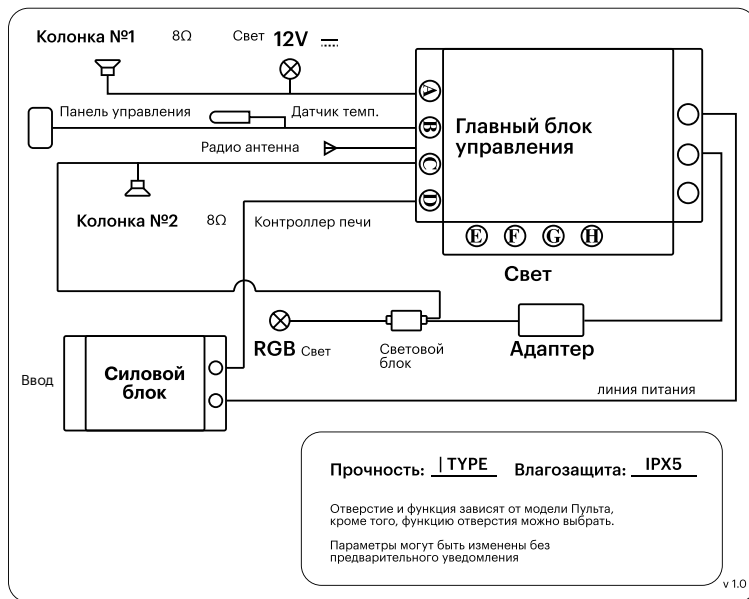 Колонка №1 8Ω Свет 12V
Панель управления Датчик темп.
Радио антенна
Колонка №2 8Ω Контроллер печи
A
B
C
D
Главный блок
управления
E F G H
Свет
RGB Свет
Световой
блок
Адаптер
Ввод
Силовой
блок
линия питания
Прочность: | TYPE Влагозащита: IPX5
Отверстие и функция зависят от модели Пульта,
кроме того, функцию отверстия можно выбрать.
Параметры могут быть изменены без
предварительного уведомления
v 1.0